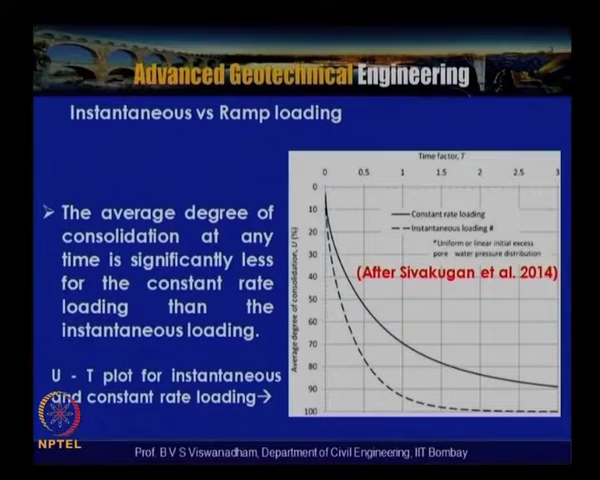 Advanced Geotechnical Engineering
Instantaneous vs Ramp loading
The average degree of
consolidation at any
time is significantly less
for the constant rate
loading than the
instantaneous loading.
U - T plot for instantaneous
and constant rate loading→
Time factor, T
0 0.5 1 1.5 2 2.5 3
Average degree of consolidation, U (%)
0
10
20
30
40
50
60
70
80
90
100
Constant rate loading
Instantaneous loading #
#Uniform or linear initial excess
pore water pressure distribution
(After Sivakugan et al. 2014)
NPTEL
Prof. B V S Viswanadham, Department of Civil Engineering, IIT Bombay